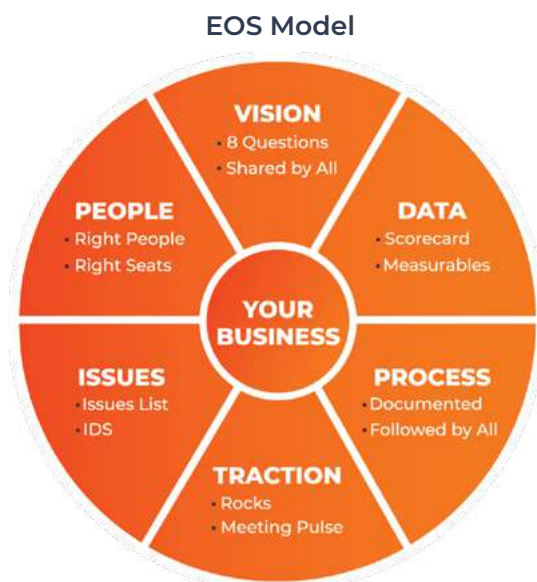 EOS Model
VISION
• 8 Questions
• Shared by All
DATA
• Scorecard
• Measurables
PROCESS
• Documented
• Followed by All
TRACTION
• Rocks
• Meeting Pulse
ISSUES
• Issues List
• IDS
PEOPLE
• Right People
• Right Seats
YOUR
BUSINESS